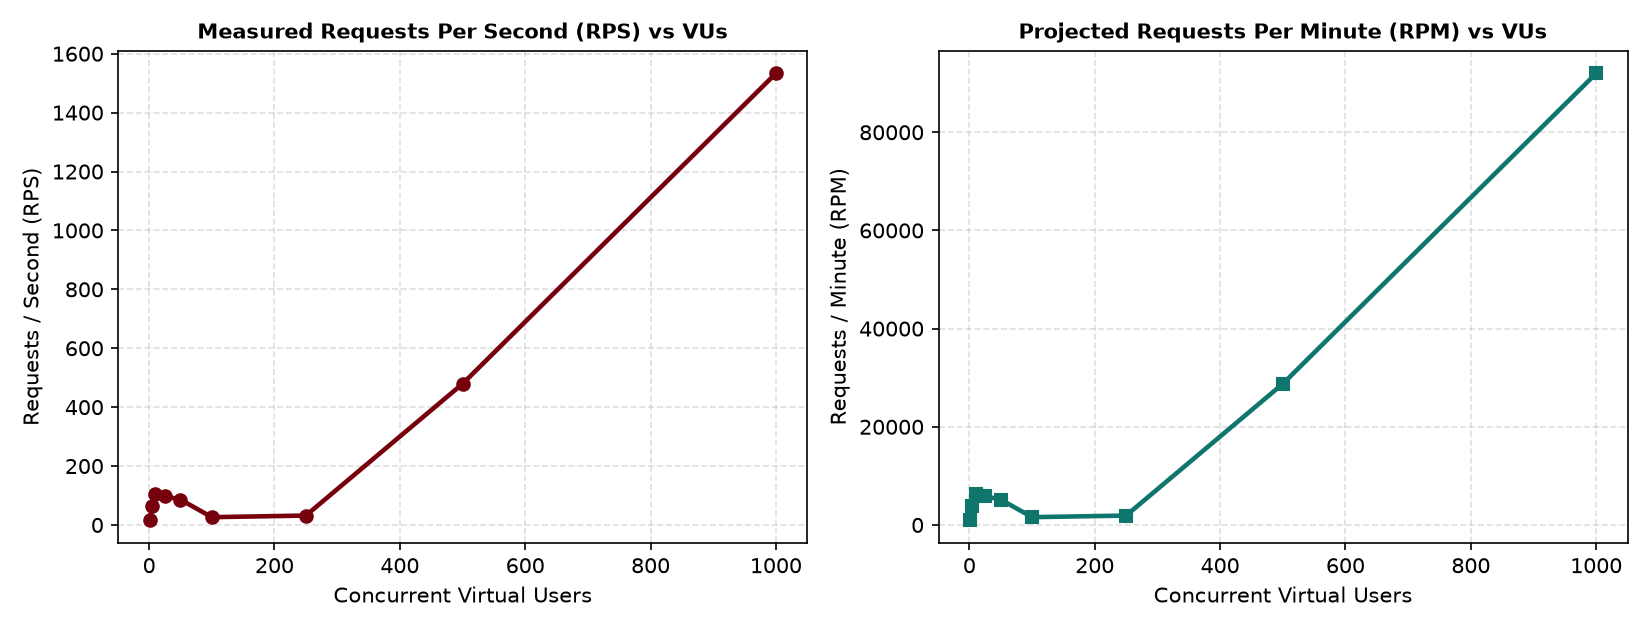 Measured Requests Per Second (RPS) vs VUs
Requests / Second (RPS)
1600
1400
1200
1000
800
600
400
200
0
0 200 400 600 800 1000
Concurrent Virtual Users
Projected Requests Per Minute (RPM) vs VUs
Requests / Minute (RPM)
80000
60000
40000
20000
0
0 200 400 600 800 1000
Concurrent Virtual Users